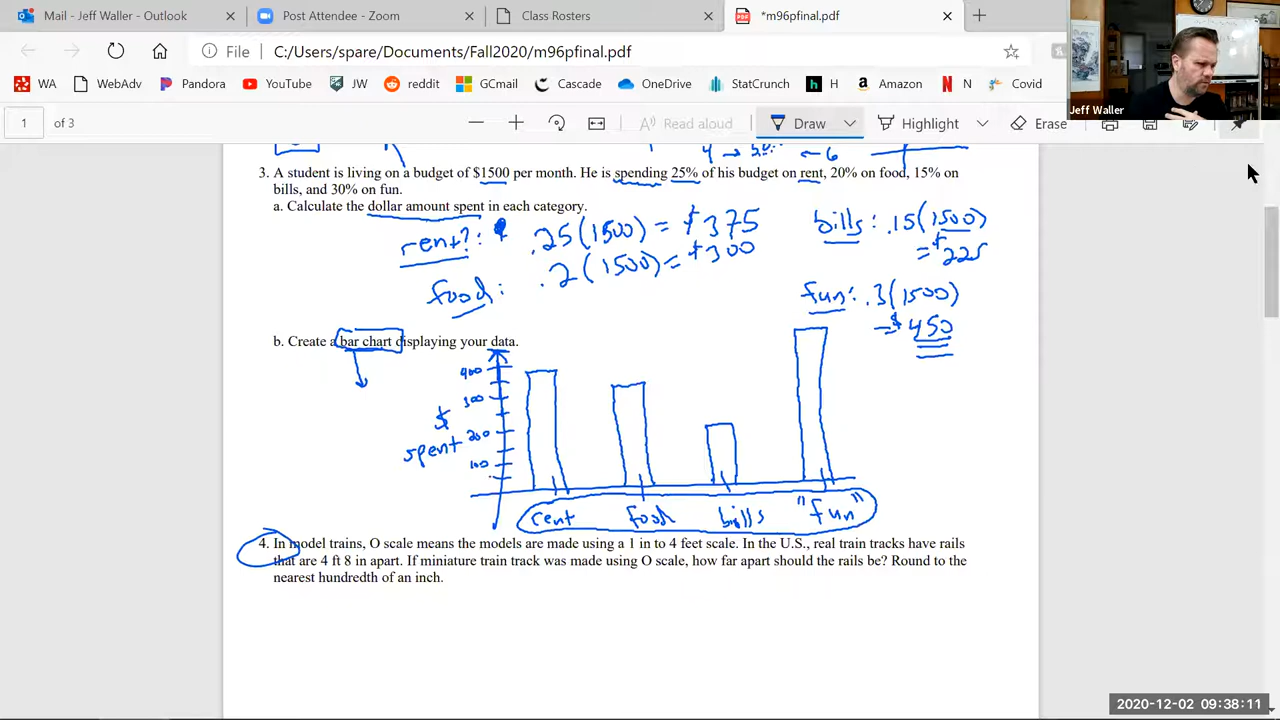 Mail - Jeff Waller - Outlook
Post Attendee - Zoom
Class Rosters
*m96pfinal.pdf
File
C:/Users/spare/Documents/Fall2020/m96pfinal.pdf
WA
WebAdv
Pandora
YouTube
JW
reddit
GCmail
Cascade
OneDrive
StatCrunch
H
Amazon
N
Covid
Jeff Waller
1 of 3
Read aloud
Draw
Highlight
Erase
3. A student is living on a budget of $1500 per month. He is spending 25% of his budget on rent, 20% on food, 15% on
bills, and 30% on fun.
a. Calculate the dollar amount spent in each category.
rent?: .25(1500) = $375
food: .2(1500) = $300
bills: .15(1500)
= $225
fun: .3(1500)
= $450
b. Create a bar chart displaying your data.
$
spent
400
300
200
100
rent food bills "fun"
4. In model trains, O scale means the models are made using a 1 in to 4 feet scale. In the U.S., real train tracks have rails
that are 4 ft 8 in apart. If miniature train track was made using O scale, how far apart should the rails be? Round to the
nearest hundredth of an inch.
2020-12-02 09:38:11